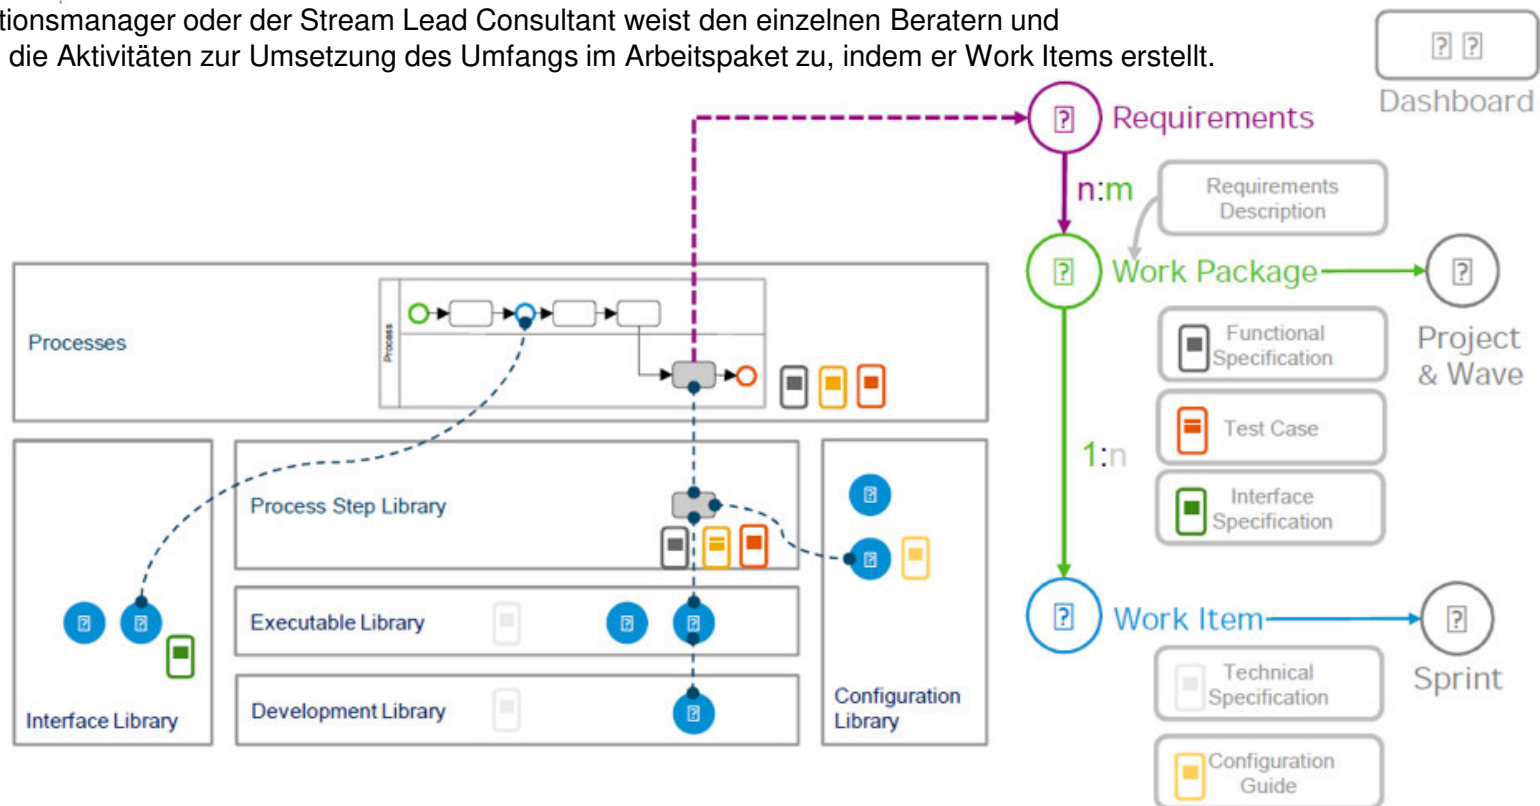 tionsmanager oder der Stream Lead Consultant weist den einzelnen Beratern und
die Aktivitäten zur Umsetzung des Umfangs im Arbeitspaket zu, indem er Work Items erstellt.
Dashboard
Requirements
n:m
Requirements
Description
Work Package
Project
& Wave
Functional
Specification
Test Case
Interface
Specification
1:n
Work Item
Sprint
Technical
Specification
Configuration
Guide
Processes
Process
Process Step Library
Executable Library
Development Library
Interface Library
Configuration
Library